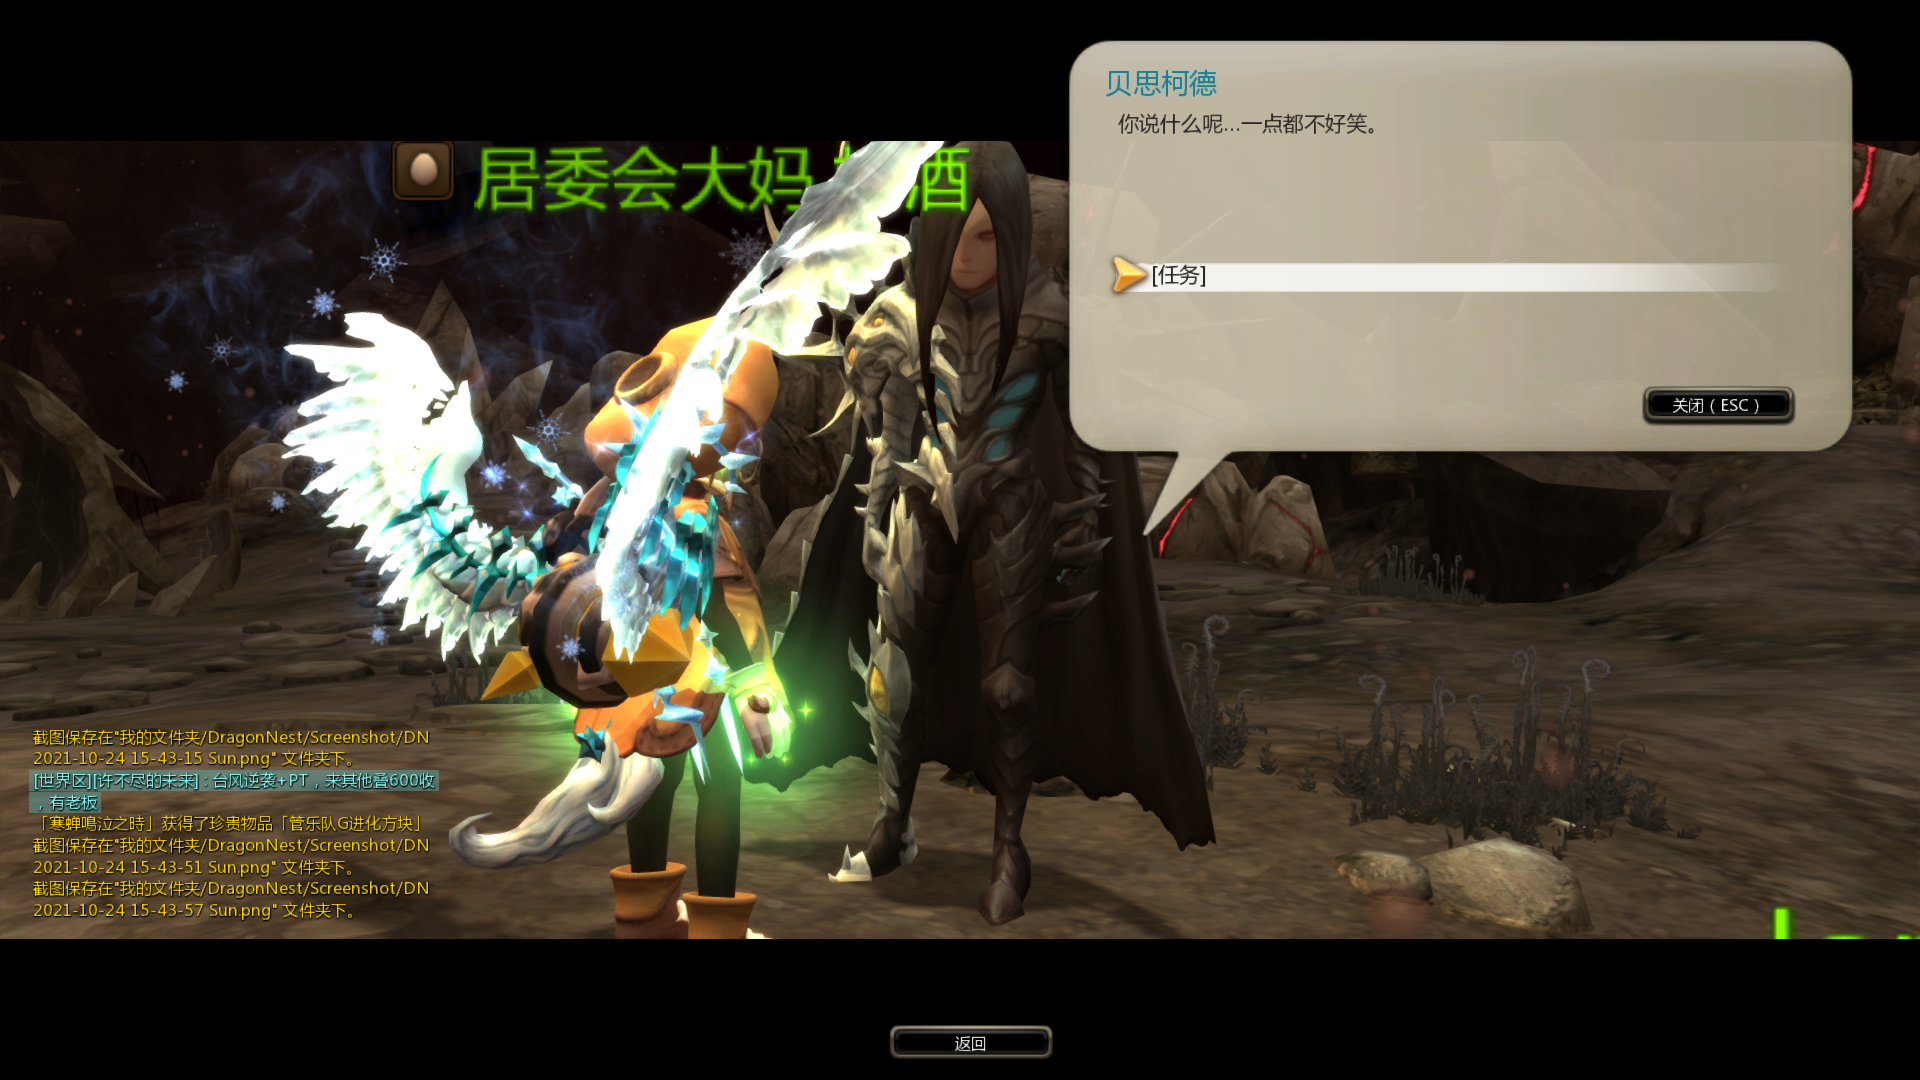 贝思柯德
你说什么呢...一点都不好笑。
居委会大妈 酒
[任务]
关闭 ( ESC )
截图保存在"我的文件夹/DragonNest/Screenshot/DN
2021-10-24 15-43-15 Sun.png" 文件夹下。
[世界区][许不尽的未来] : 台风逆袭+PT，来其他叠600收
，有老板
「寒蝉鳴泣之時」获得了珍贵物品「管乐队G进化方块」
截图保存在"我的文件夹/DragonNest/Screenshot/DN
2021-10-24 15-43-51 Sun.png" 文件夹下。
截图保存在"我的文件夹/DragonNest/Screenshot/DN
2021-10-24 15-43-57 Sun.png" 文件夹下。
返回